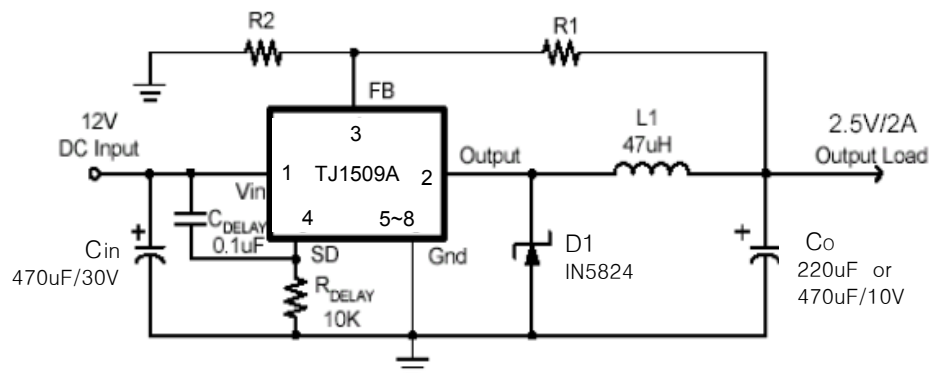 R2
R1
FB
12V
DC Input
3
L1
47uH
2.5V/2A
Output Load
Output
Vin
1
TJ1509A
2
4
5~8
CDELAY
0.1uF
SD
Gnd
+
Cin
470uF/30V
RDELAY
10K
D1
IN5824
+
Co
220uF or
470uF/10V